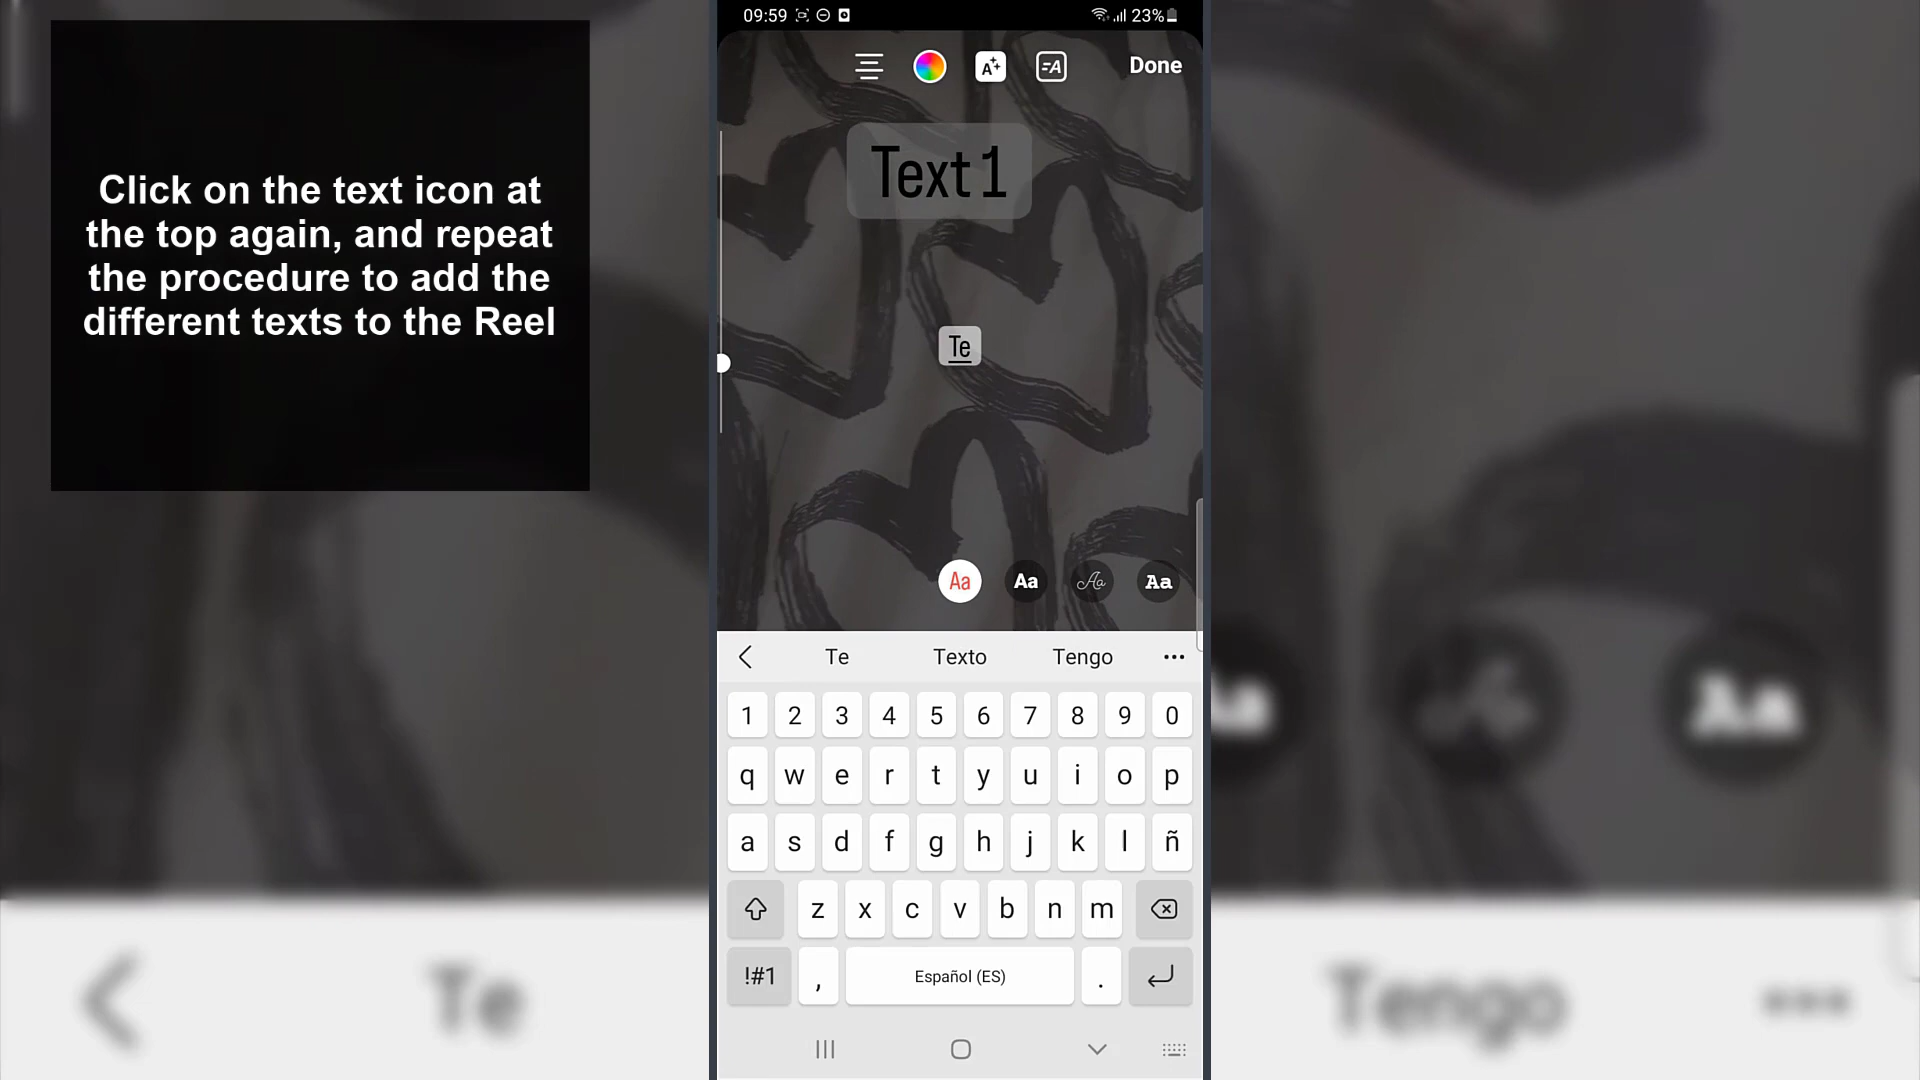 Click on the text icon at
the top again, and repeat
the procedure to add the
different texts to the Reel
09:59
23%
A
=A
Done
Text 1
Te
Aa
Aa
Aa
Aa
Te
Texto
Tengo
1 2 3 4 5 6 7 8 9 0
q w e r t y u i o p
a s d f g h j k l ñ
z x c v b n m
!#1 , Español (ES) .
Aa
Te
Tengo